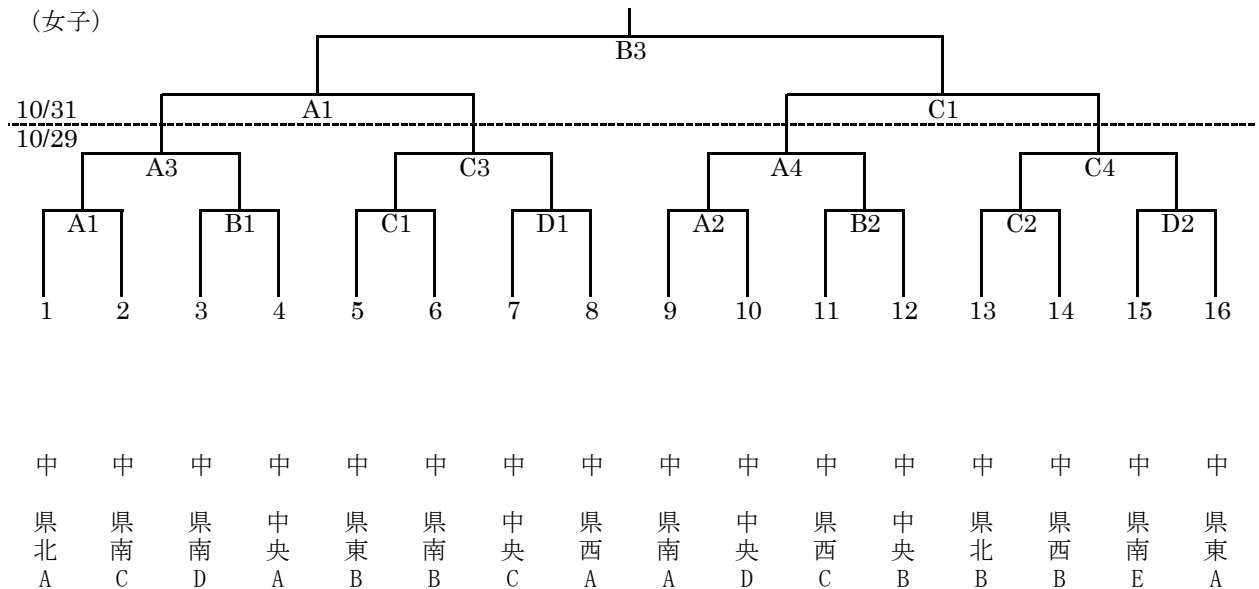 （女子）
B3
10/31 A1 C1
10/29
A3 C3 A4 C4
A1 B1 C1 D1 A2 B2 C2 D2
1 2 3 4 5 6 7 8 9 10 11 12 13 14 15 16
中 中 中 中 中 中 中 中 中 中 中 中 中 中 中 中
県 県 県 中 県 県 中 県 県 中 県 中 県 県 県 県
北 南 南 央 東 南 央 西 南 央 西 央 北 西 南 東
A C D A B B C A A D C B B B E A